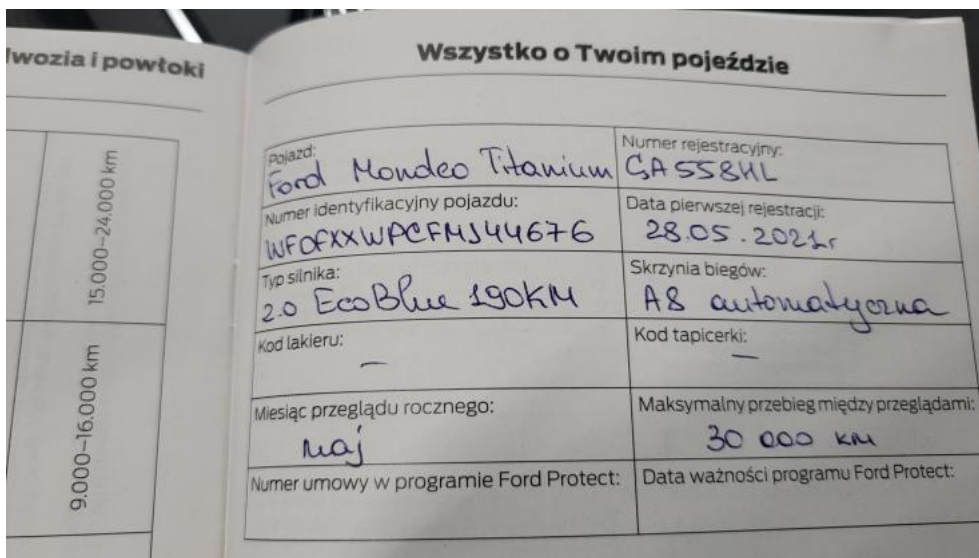 lwozia i powłoki
15.000–24.000 km
9.000–16.000 km
Wszystko o Twoim pojeździe
Pojazd:
Ford Mondeo Titanium
Numer rejestracyjny:
GA 558HL
Numer identyfikacyjny pojazdu:
WF0FXXWPCFMJ44676
Data pierwszej rejestracji:
28.05.2021r
Typ silnika:
2.0 EcoBlue 190KM
Skrzynia biegów:
A8 automatyczna
Kod lakieru:
—
Kod tapicerki:
—
Miesiąc przeglądu rocznego:
maj
Maksymalny przebieg między przeglądami:
30 000 km
Numer umowy w programie Ford Protect:
Data ważności programu Ford Protect: